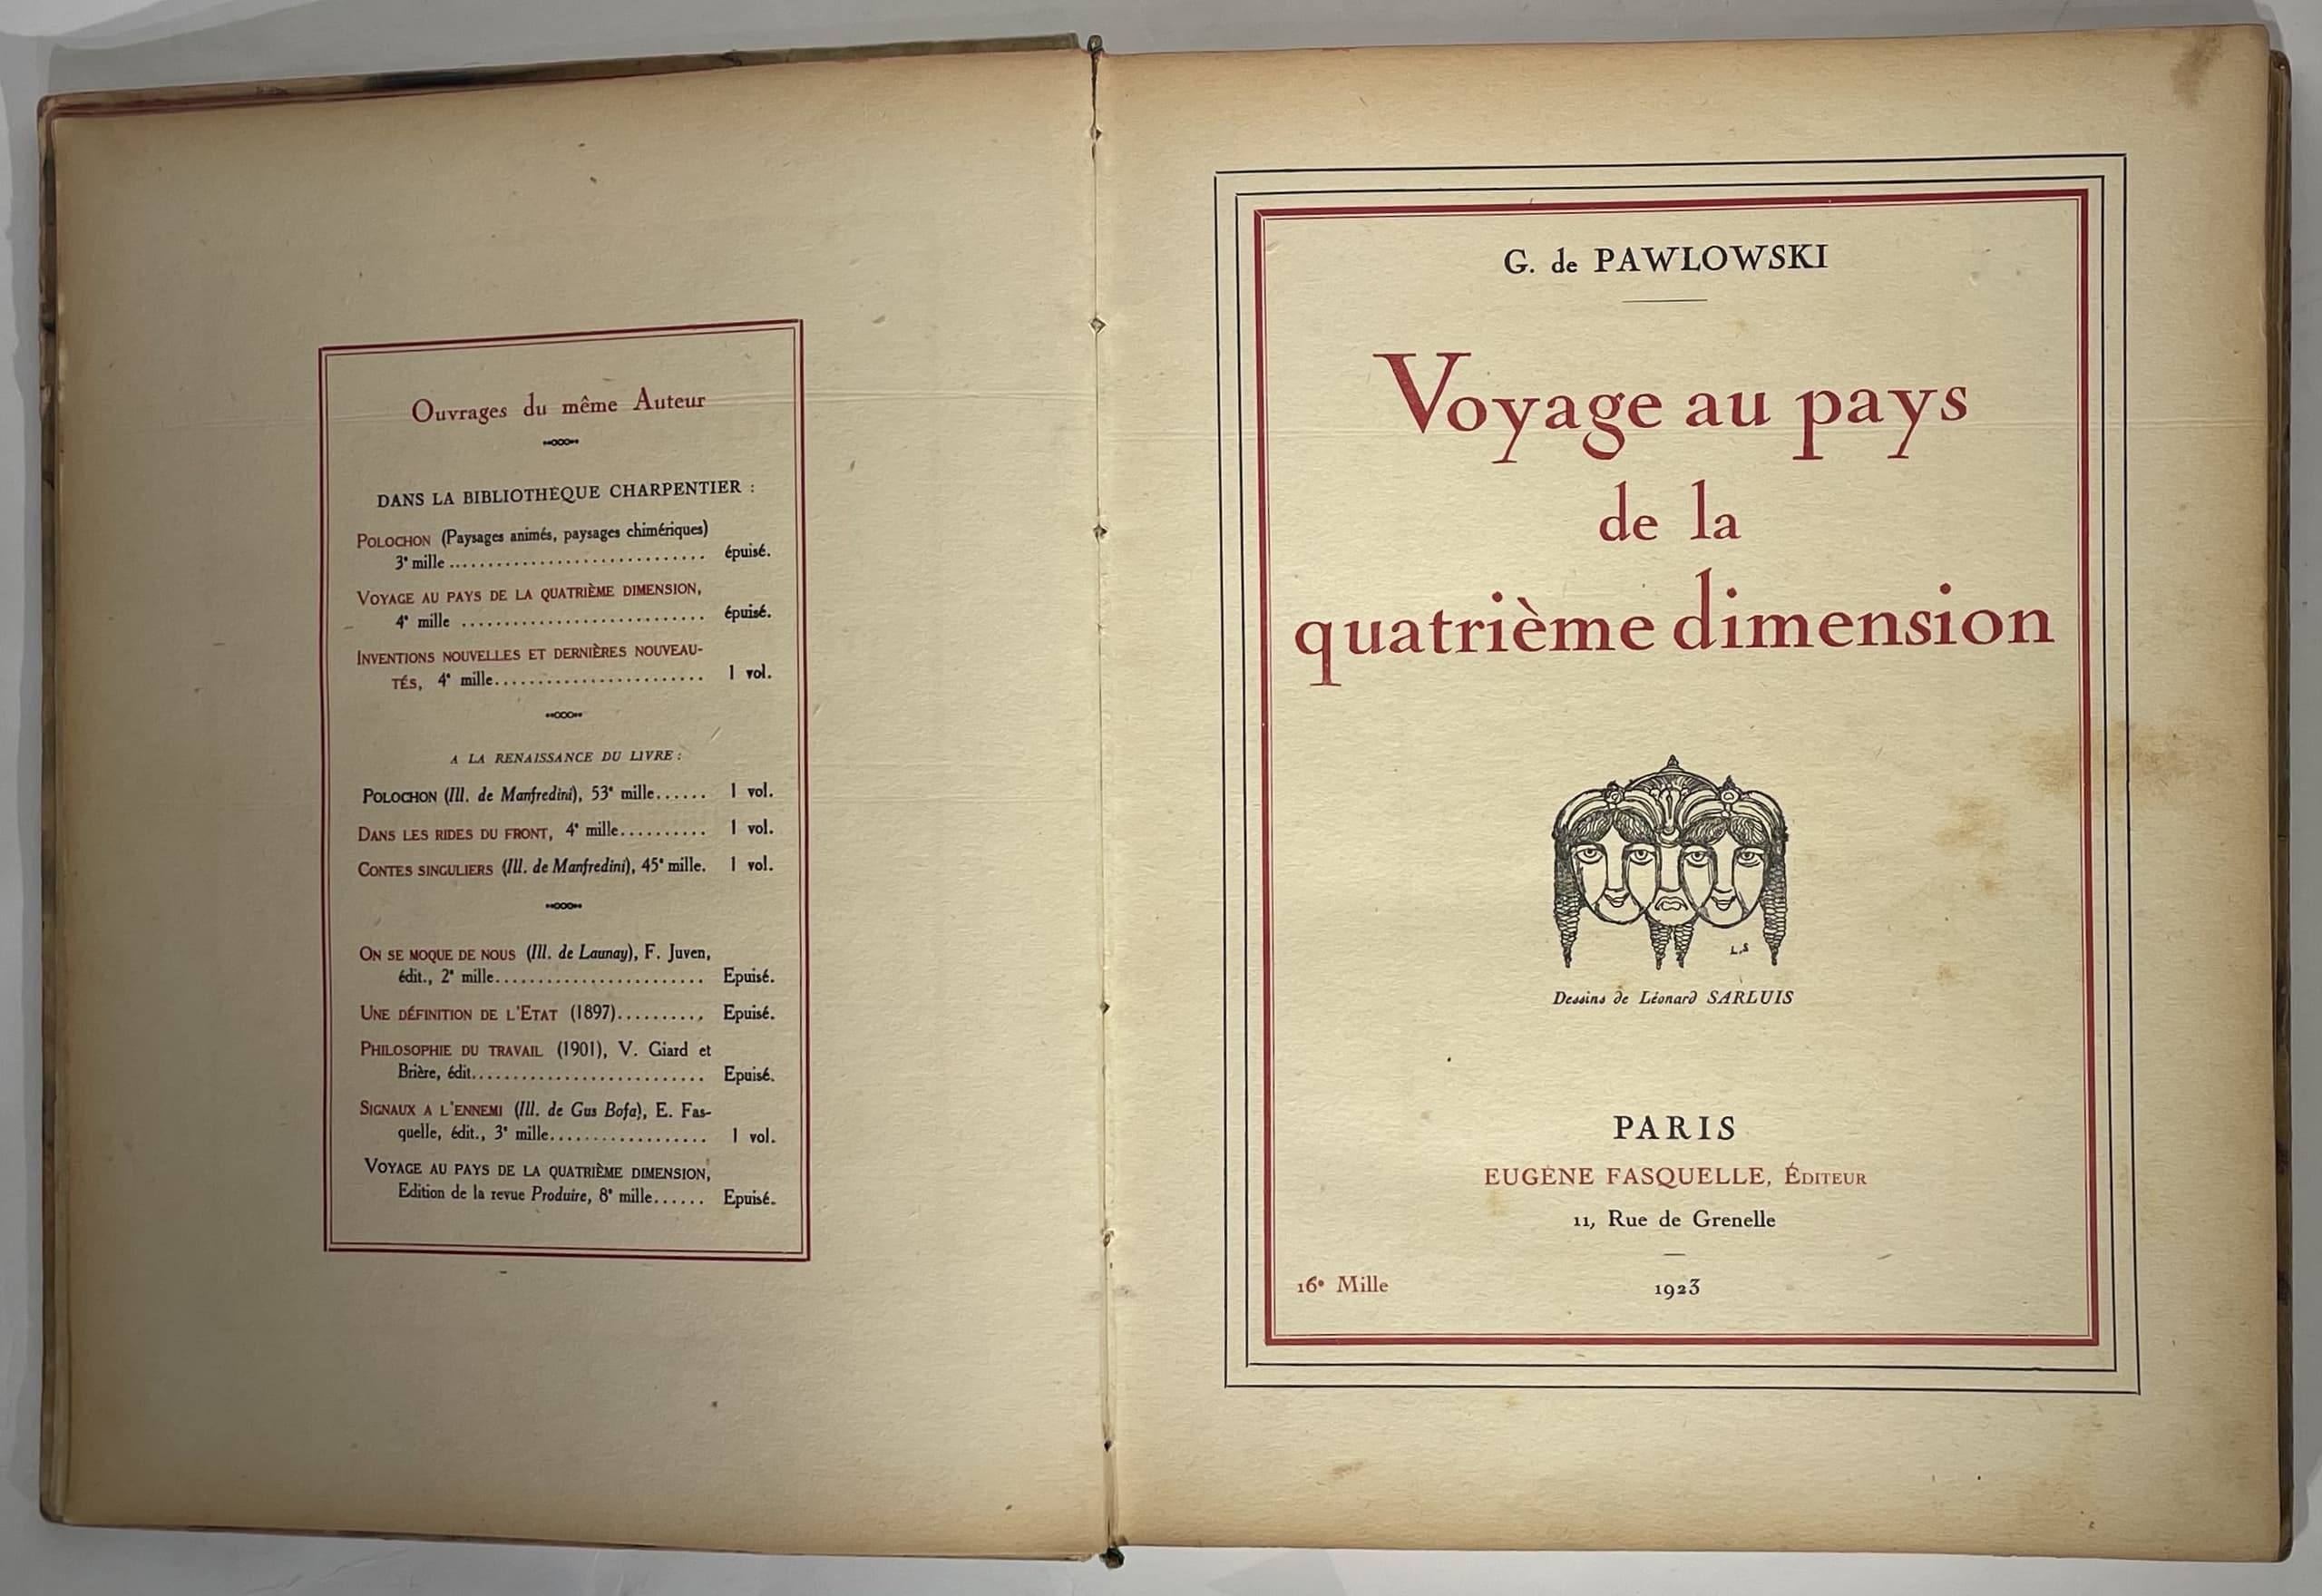 Ouvrages du même Auteur
DANS LA BIBLIOTHÈQUE CHARPENTIER :
POLOCHON (Paysages animés, paysages chimériques)
3e mille .............................. épuisé.
VOYAGE AU PAYS DE LA QUATRIÈME DIMENSION,
4e mille ............................ épuisé.
INVENTIONS NOUVELLES ET DERNIÈRES NOUVEAU-
TÉS, 4e mille........................ 1 vol.
A LA RENAISSANCE DU LIVRE :
POLOCHON (Ill. de Manfredini), 53e mille...... 1 vol.
DANS LES RIDES DU FRONT, 4e mille.......... 1 vol.
CONTES SINGULIERS (Ill. de Manfredini), 45e mille. 1 vol.
ON SE MOQUE DE NOUS (Ill. de Launay), F. Juven,
édit., 2e mille........................ Epuisé.
UNE DÉFINITION DE L'ETAT (1897).......... Epuisé.
PHILOSOPHIE DU TRAVAIL (1901), V. Giard et
Brière, édit........................... Epuisé.
SIGNAUX A L'ENNEMI (Ill. de Gus Bofa), E. Fas-
quelle, édit., 3e mille.................. 1 vol.
VOYAGE AU PAYS DE LA QUATRIÈME DIMENSION,
Edition de la revue Produire, 8e mille...... Epuisé.
G. de PAWLOWSKI
Voyage au pays
de la
quatrième dimension
L.S
Dessins de Léonard SARLUIS
PARIS
EUGÈNE FASQUELLE, ÉDITEUR
11, Rue de Grenelle
16e Mille 1923